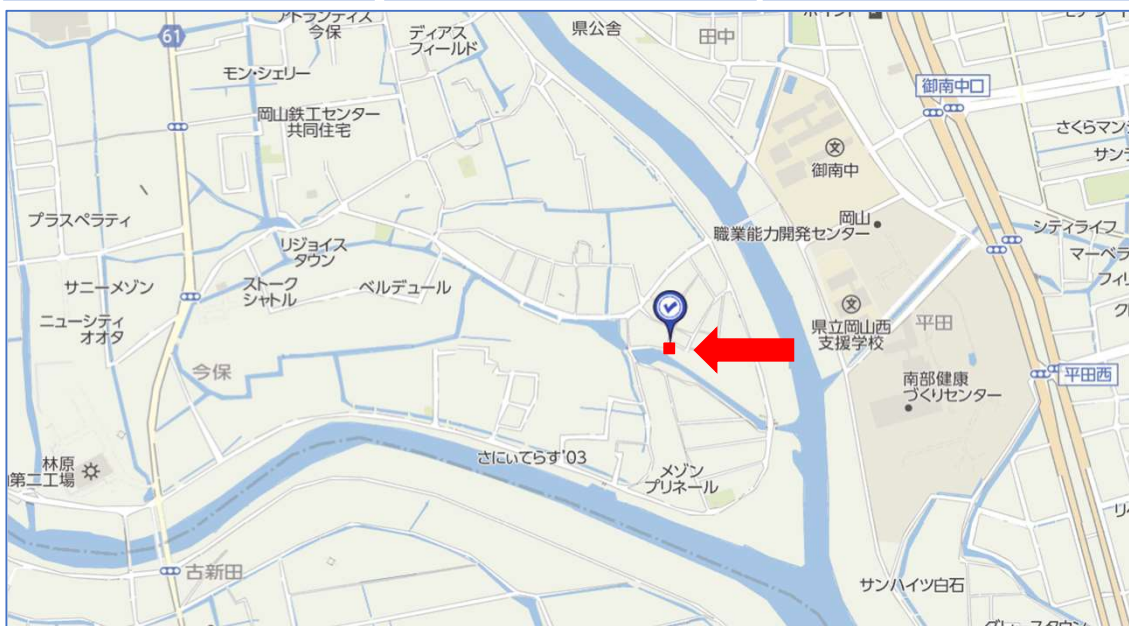 アトランティス
今保
61
ディアス
フィールド
県公舎
田中
モン・シェリー
御南中口
岡山鉄工センター
共同住宅
文
御南中
さくらマン
サン
プラスペラティ
岡山
職業能力開発センター
シティライフ
リジョイス
タウン
マーベラ
フィリ
サニーメゾン
ストーク
シャトル
ベルデュール
文
県立岡山西
支援学校
平田
ニューシティ
オオタ
今保
平田西
南部健康
づくりセンター
さにいてらす'03
林原
第二工場
メゾン
プリネール
古新田
サンハイツ白石